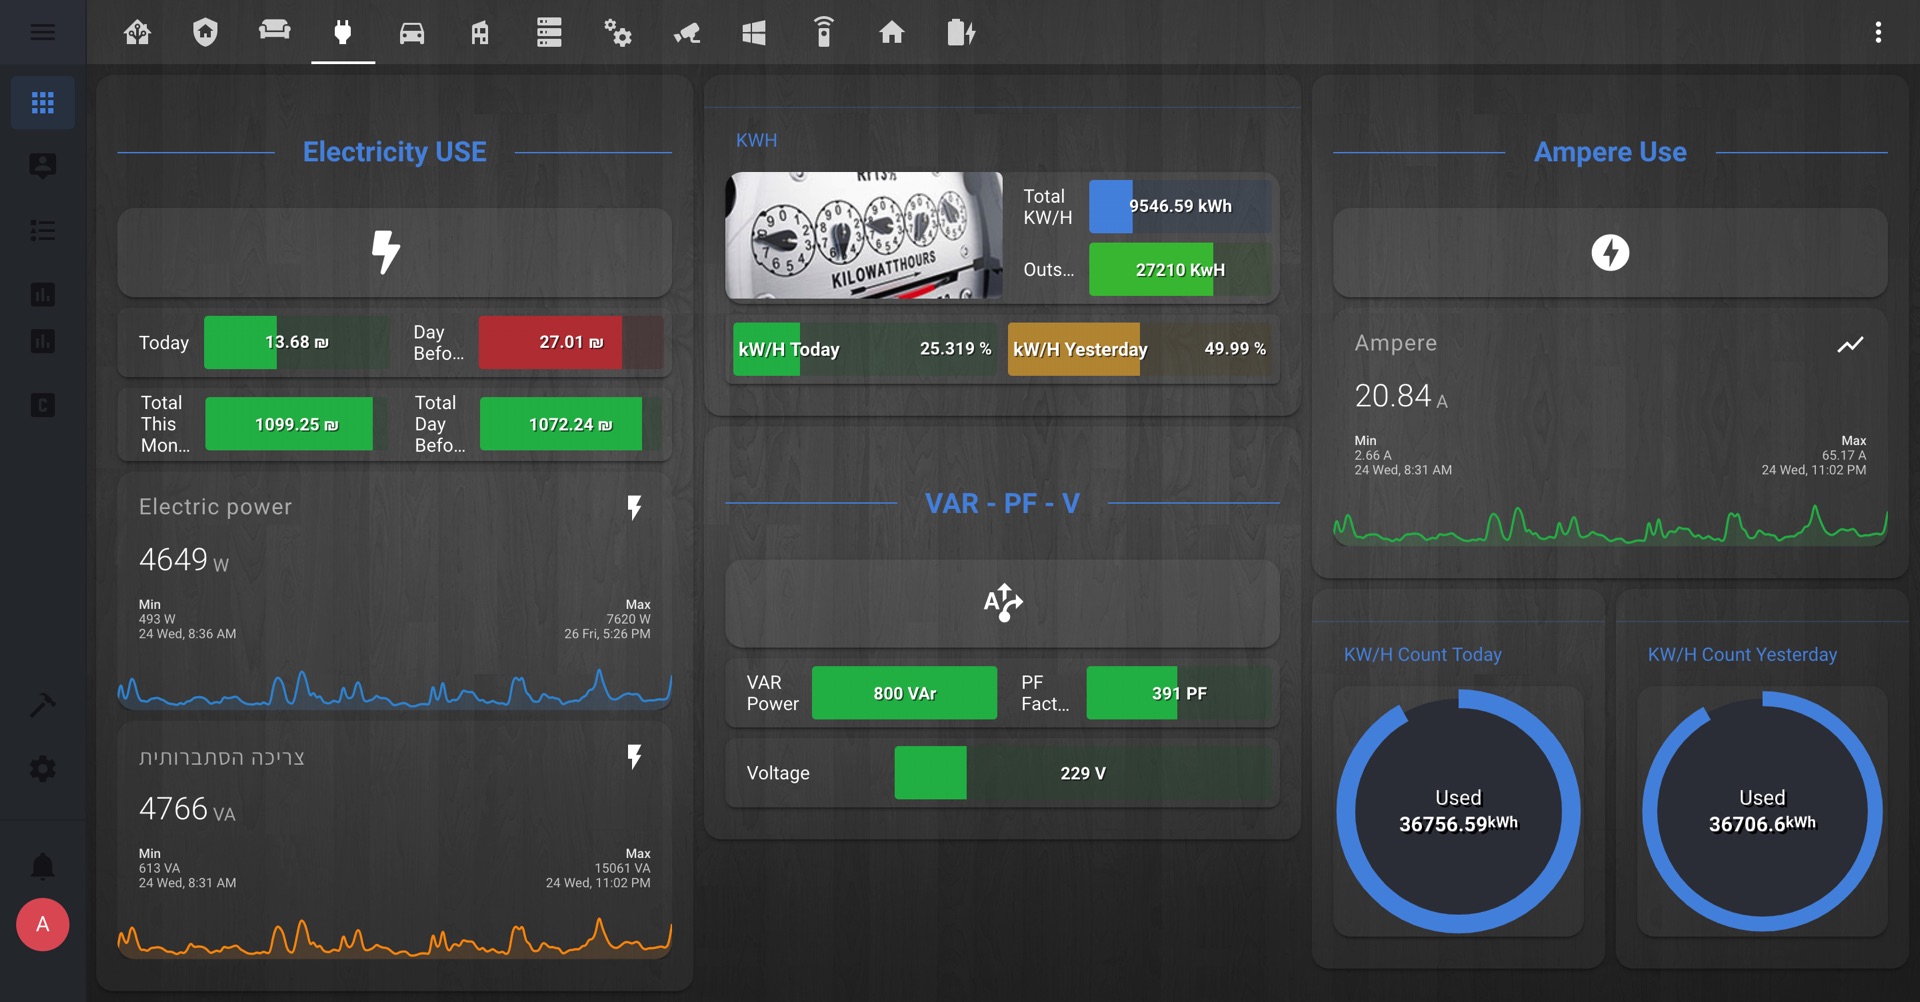 Electricity USE
Today
13.68 ₪
Day
Befo...
27.01 ₪
Total
This
Mon...
1099.25 ₪
Total
Day
Befo...
1072.24 ₪
Electric power
4649 W
Min
493 W
24 Wed, 8:36 AM
Max
7620 W
26 Fri, 5:26 PM
צריכה הסתברותית
4766 VA
Min
613 VA
24 Wed, 8:31 AM
Max
15061 VA
24 Wed, 11:02 PM
KWH
KILOWATTHOURS
Total
KW/H
9546.59 kWh
Outs...
27210 KwH
kW/H Today
25.319 %
kW/H Yesterday
49.99 %
VAR - PF - V
A
VAR
Power
800 VAr
PF
Fact...
391 PF
Voltage
229 V
Ampere Use
Ampere
20.84 A
Min
2.66 A
24 Wed, 8:31 AM
Max
65.17 A
24 Wed, 11:02 PM
KW/H Count Today
Used
36756.59kWh
KW/H Count Yesterday
Used
36706.6kWh
C
A